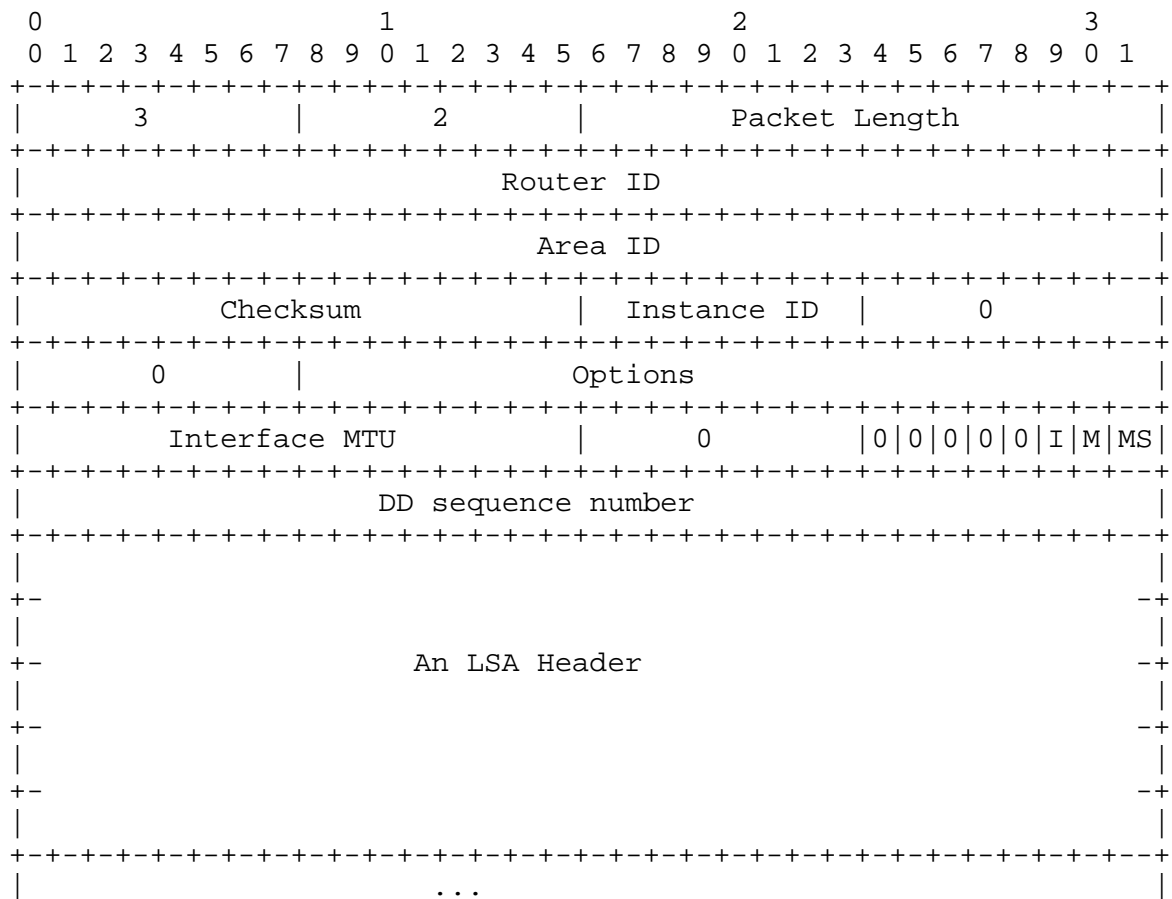 0                   1                   2                   3
0 1 2 3 4 5 6 7 8 9 0 1 2 3 4 5 6 7 8 9 0 1 2 3 4 5 6 7 8 9 0 1
+-+-+-+-+-+-+-+-+-+-+-+-+-+-+-+-+-+-+-+-+-+-+-+-+-+-+-+-+-+-+-+--+
|       3       |       2       |        Packet Length            |
+-+-+-+-+-+-+-+-+-+-+-+-+-+-+-+-+-+-+-+-+-+-+-+-+-+-+-+-+-+-+-+--+
|                           Router ID                             |
+-+-+-+-+-+-+-+-+-+-+-+-+-+-+-+-+-+-+-+-+-+-+-+-+-+-+-+-+-+-+-+--+
|                             Area ID                             |
+-+-+-+-+-+-+-+-+-+-+-+-+-+-+-+-+-+-+-+-+-+-+-+-+-+-+-+-+-+-+-+--+
|           Checksum            |  Instance ID  |      0          |
+-+-+-+-+-+-+-+-+-+-+-+-+-+-+-+-+-+-+-+-+-+-+-+-+-+-+-+-+-+-+-+--+
|       0       |               Options                           |
+-+-+-+-+-+-+-+-+-+-+-+-+-+-+-+-+-+-+-+-+-+-+-+-+-+-+-+-+-+-+-+--+
|        Interface MTU          |      0        |0|0|0|0|0|I|M|MS|
+-+-+-+-+-+-+-+-+-+-+-+-+-+-+-+-+-+-+-+-+-+-+-+-+-+-+-+-+-+-+-+--+
|                    DD sequence number                           |
+-+-+-+-+-+-+-+-+-+-+-+-+-+-+-+-+-+-+-+-+-+-+-+-+-+-+-+-+-+-+-+--+
|                                                                 |
+-                                                               -+
|                                                                 |
+-                     An LSA Header                             -+
|                                                                 |
+-                                                               -+
|                                                                 |
+-                                                               -+
|                                                                 |
+-+-+-+-+-+-+-+-+-+-+-+-+-+-+-+-+-+-+-+-+-+-+-+-+-+-+-+-+-+-+-+--+
|                       ...                                       |